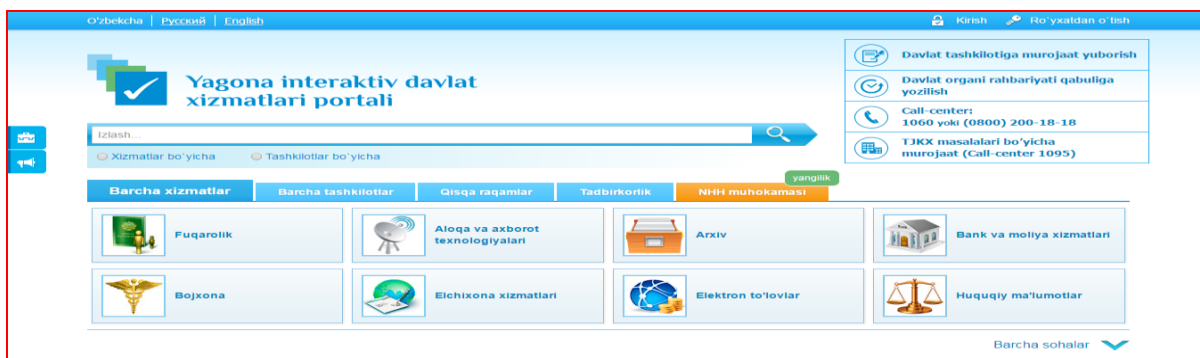 O'zbekcha | Русский | English
Kirish
Ro`yxatdan o`tish
Yagona interaktiv davlat
xizmatlari portali
Izlash...
Xizmatlar bo`yicha
Tashkilotlar bo`yicha
Davlat tashkilotiga murojaat yuborish
Davlat organi rahbariyati qabuliga
yozilish
Call-center:
1060 yoki (0800) 200-18-18
TJKX masalalari bo'yicha
murojaat (Call-center 1095)
yangilik
Barcha xizmatlar
Barcha tashkilotlar
Qisqa raqamlar
Tadbirkorlik
NHH muhokamasi
Fuqarolik
Aloqa va axborot
texnologiyalari
Arxiv
Bank va moliya xizmatlari
Bojxona
Elchixona xizmatlari
Elektron to'lovlar
Huquqiy ma'lumotlar
Barcha sohalar